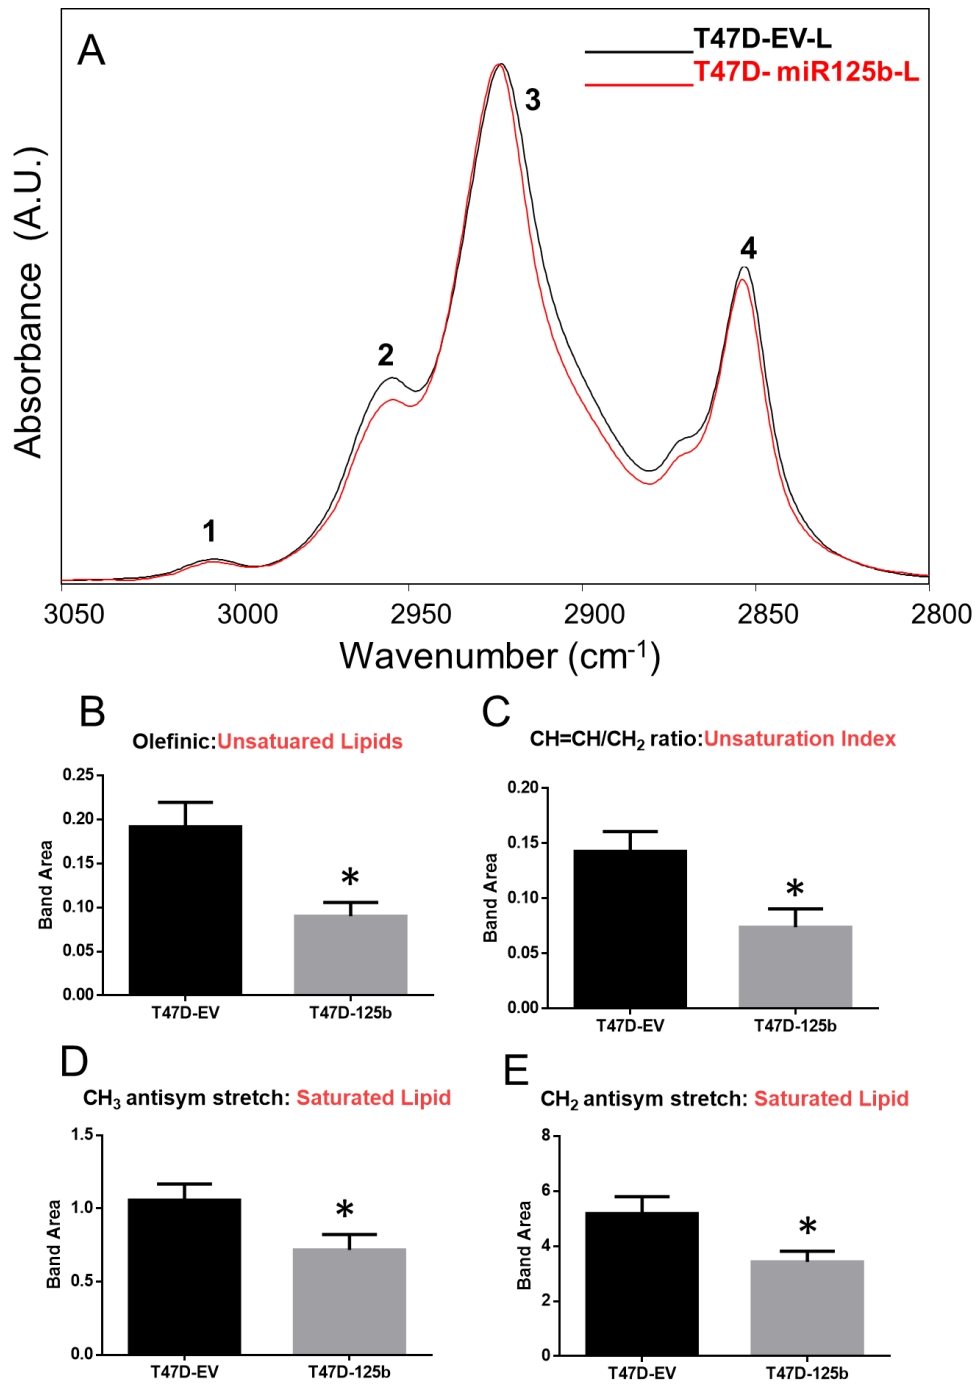 A
T47D-EV-L
T47D- miR125b-L
3
4
2
1
Absorbance (A.U.)
3050 3000 2950 2900 2850 2800
Wavenumber (cm-1)
B
Olefinic:Unsatuared Lipids
0.25
0.20
0.15
0.10
0.05
0.00
Band Area
*
T47D-EV T47D-125b
C
CH=CH/CH2 ratio:Unsaturation Index
0.20
0.15
0.10
0.05
0.00
Band Area
*
T47D-EV T47D-125b
D
CH3 antisym stretch: Saturated Lipid
1.5
1.0
0.5
0.0
Band Area
*
T47D-EV T47D-125b
E
CH2 antisym stretch: Saturated Lipid
8
6
4
2
0
Band Area
*
T47D-EV T47D-125b